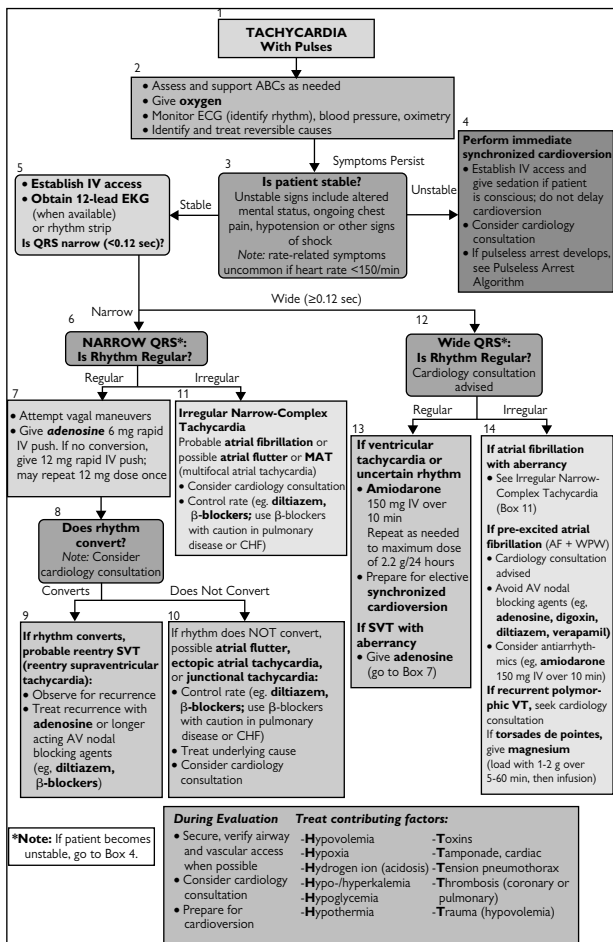 1
TACHYCARDIA
With Pulses
2
• Assess and support ABCs as needed
• Give oxygen
• Monitor ECG (identify rhythm), blood pressure, oximetry
• Identify and treat reversible causes
Symptoms Persist
3
Is patient stable?
Unstable signs include altered
mental status, ongoing chest
pain, hypotension or other signs
of shock
Note: rate-related symptoms
uncommon if heart rate <150/min
Stable
Unstable
4
Perform immediate
synchronized cardioversion
• Establish IV access and
give sedation if patient
is conscious; do not delay
cardioversion
• Consider cardiology
consultation
• If pulseless arrest develops,
see Pulseless Arrest
Algorithm
5
• Establish IV access
• Obtain 12-lead EKG
(when available)
or rhythm strip
Is QRS narrow (<0.12 sec)?
Narrow
Wide (≥0.12 sec)
6
NARROW QRS*:
Is Rhythm Regular?
Regular
Irregular
7
• Attempt vagal maneuvers
• Give adenosine 6 mg rapid
IV push. If no conversion,
give 12 mg rapid IV push;
may repeat 12 mg dose once
8
Does rhythm
convert?
Note: Consider
cardiology consultation
Converts
Does Not Convert
9
If rhythm converts,
probable reentry SVT
(reentry supraventricular
tachycardia):
• Observe for recurrence
• Treat recurrence with
adenosine or longer
acting AV nodal
blocking agents
(eg, diltiazem,
β-blockers)
10
If rhythm does NOT convert,
possible atrial flutter,
ectopic atrial tachycardia,
or junctional tachycardia:
• Control rate (eg. diltiazem,
β-blockers; use β-blockers
with caution in pulmonary
disease or CHF)
• Treat underlying cause
• Consider cardiology
consultation
11
Irregular Narrow-Complex
Tachycardia
Probable atrial fibrillation or
possible atrial flutter or MAT
(multifocal atrial tachycardia)
• Consider cardiology consultation
• Control rate (eg. diltiazem,
β-blockers; use β-blockers
with caution in pulmonary
disease or CHF)
12
Wide QRS*:
Is Rhythm Regular?
Cardiology consultation
advised
Regular
Irregular
13
If ventricular
tachycardia or
uncertain rhythm
• Amiodarone
150 mg IV over
10 min
Repeat as needed
to maximum dose
of 2.2 g/24 hours
• Prepare for elective
synchronized
cardioversion
If SVT with
aberrancy
• Give adenosine
(go to Box 7)
14
If atrial fibrillation
with aberrancy
• See Irregular Narrow-
Complex Tachycardia
(Box 11)
If pre-excited atrial
fibrillation (AF + WPW)
• Cardiology consultation
advised
• Avoid AV nodal
blocking agents (eg,
adenosine, digoxin,
diltiazem, verapamil)
• Consider antiarrhyth-
mics (eg, amiodarone
150 mg IV over 10 min)
If recurrent polymor-
phic VT, seek cardiology
consultation
If torsades de pointes,
give magnesium
(load with 1-2 g over
5-60 min, then infusion)
*Note: If patient becomes
unstable, go to Box 4.
During Evaluation
• Secure, verify airway
and vascular access
when possible
• Consider cardiology
consultation
• Prepare for
cardioversion
Treat contributing factors:
-Hypovolemia
-Hypoxia
-Hydrogen ion (acidosis)
-Hypo-/hyperkalemia
-Hypoglycemia
-Hypothermia
-Toxins
-Tamponade, cardiac
-Tension pneumothorax
-Thrombosis (coronary or
pulmonary)
-Trauma (hypovolemia)